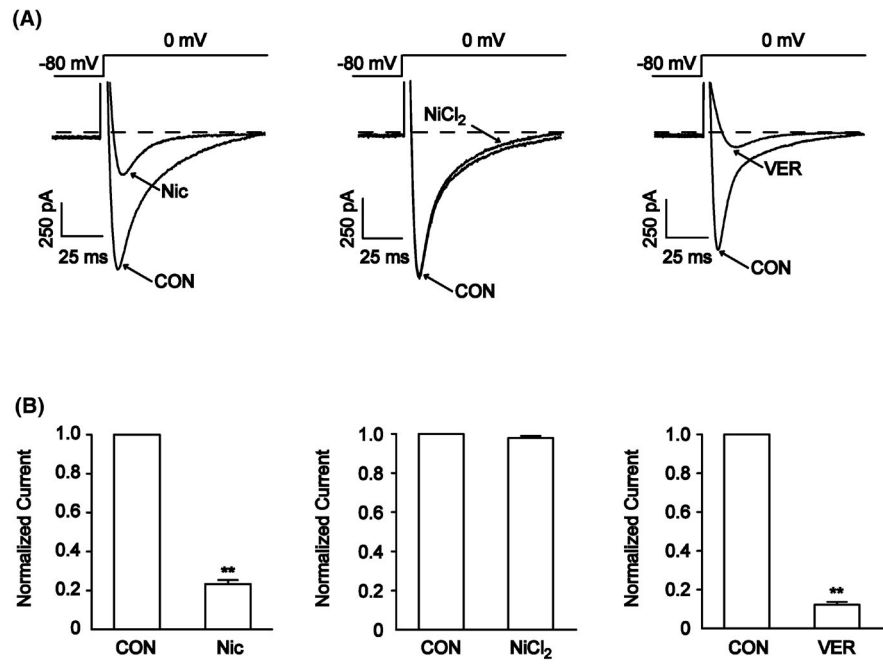 (A)
0 mV
-80 mV
Nic
250 pA
25 ms
CON
0 mV
-80 mV
NiCl₂
250 pA
25 ms
CON
0 mV
-80 mV
VER
250 pA
25 ms
CON
(B)
Normalized Current
1.0
0.8
0.6
0.4
0.2
0
**
CON Nic
Normalized Current
1.0
0.8
0.6
0.4
0.2
0
CON NiCl₂
Normalized Current
1.0
0.8
0.6
0.4
0.2
0
**
CON VER